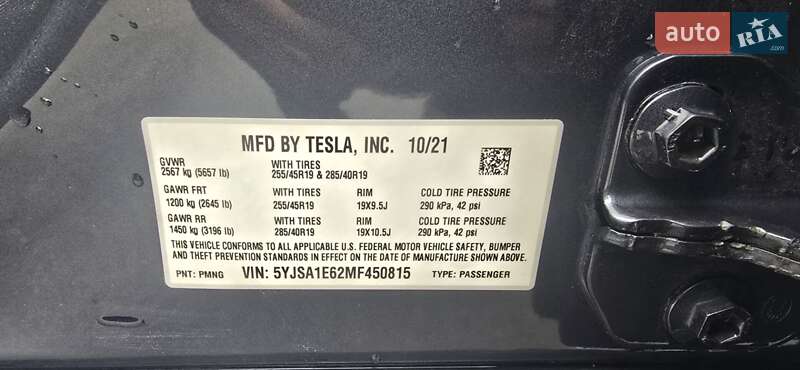 auto RIA.com
MFD BY TESLA, INC. 10/21
GVWR WITH TIRES
2567 kg (5657 lb) 255/45R19 & 285/40R19
GAWR FRT WITH TIRES RIM COLD TIRE PRESSURE
1200 kg (2645 lb) 255/45R19 19X9.5J 290 kPa, 42 psi
GAWR RR WITH TIRES RIM COLD TIRE PRESSURE
1450 kg (3196 lb) 285/40R19 19X10.5J 290 kPa, 42 psi
THIS VEHICLE CONFORMS TO ALL APPLICABLE U.S. FEDERAL MOTOR VEHICLE SAFETY, BUMPER
AND THEFT PREVENTION STANDARDS IN EFFECT ON THE DATE OF MANUFACTURE SHOWN ABOVE.
PNT: PMNG VIN: 5YJSA1E62MF450815 TYPE: PASSENGER